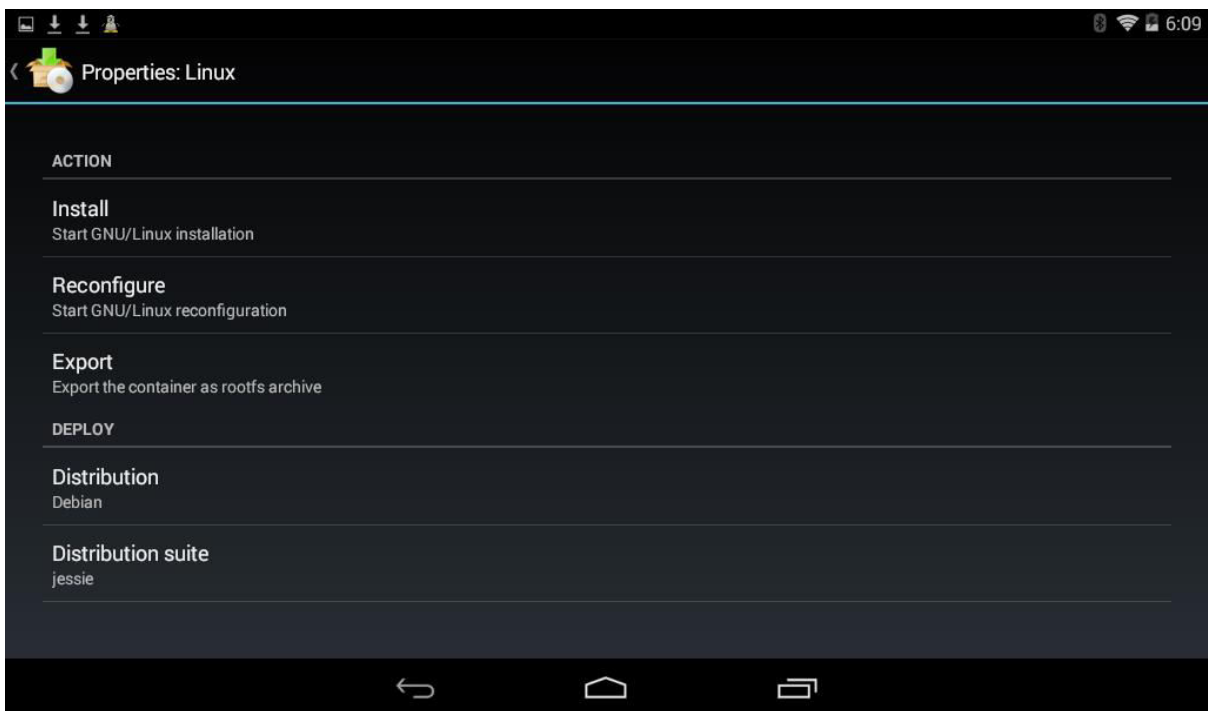 6:09
Properties: Linux
ACTION
Install
Start GNU/Linux installation
Reconfigure
Start GNU/Linux reconfiguration
Export
Export the container as rootfs archive
DEPLOY
Distribution
Debian
Distribution suite
jessie